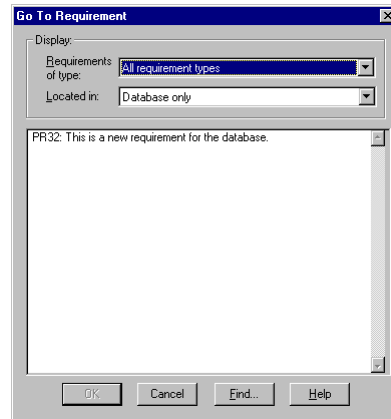 Go To Requirement
Display:
Requirements of type:
All requirement types
Located in:
Database only
PR32: This is a new requirement for the database.
OK
Cancel
Find...
Help